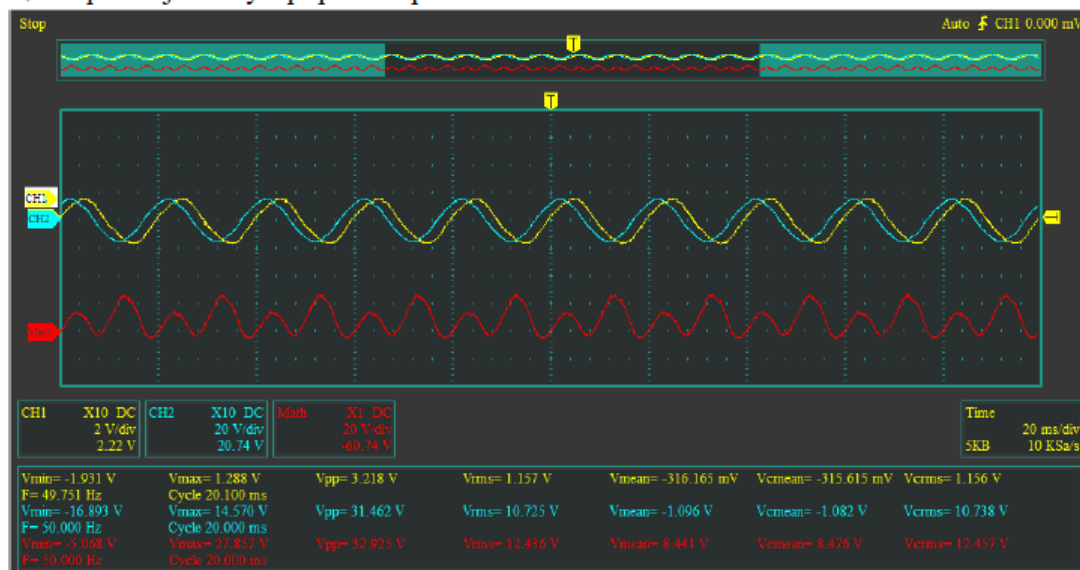 Stop
Auto CH1 0.000 mV
T
T
CH2
Math
CH1 X10 DC
2 V/div
2.22 V
CH2 X10 DC
20 V/div
20.74 V
Math X1 DC
20 V/div
-60.74 V
Time
20 ms/div
5KB 10 KSa/s
Vmin= -1.931 V Vmax= 1.288 V Vpp= 3.218 V Vrms= 1.157 V Vmean= -316.165 mV Vcmean= -315.615 mV Vcrms= 1.156 V
F= 49.751 Hz Cycle 20.100 ms
Vmin= -16.893 V Vmax= 14.570 V Vpp= 31.462 V Vrms= 10.725 V Vmean= -1.096 V Vcmean= -1.082 V Vcrms= 10.738 V
F= 50.000 Hz Cycle 20.000 ms
Vmin= -5.068 V Vmax= 27.857 V Vpp= 32.925 V Vrms= 12.436 V Vmean= 8.441 V Vcmean= 8.476 V Vcrms= 12.457 V
F= 50.000 Hz Cycle 20.000 ms